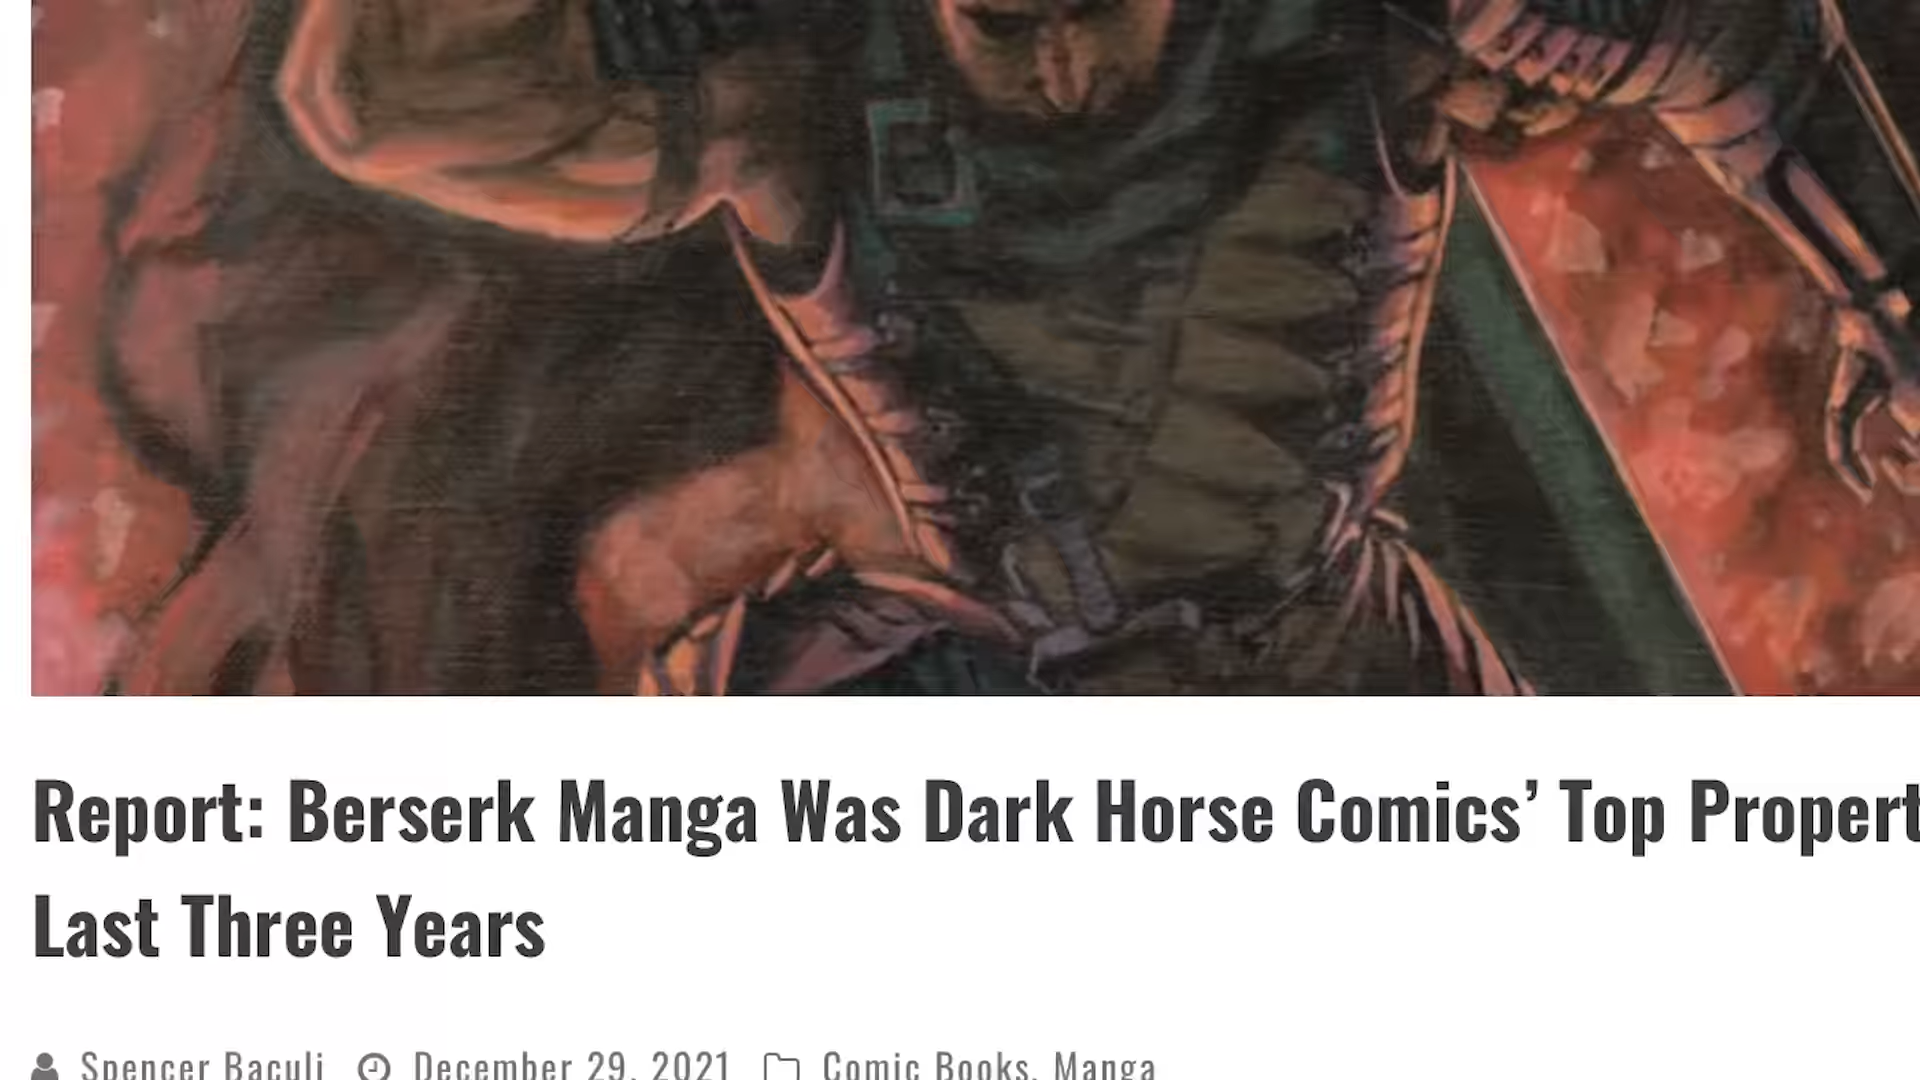 Report: Berserk Manga Was Dark Horse Comics’ Top Propert
Last Three Years
Spencer Baculi December 29, 2021 Comic Books, Manga